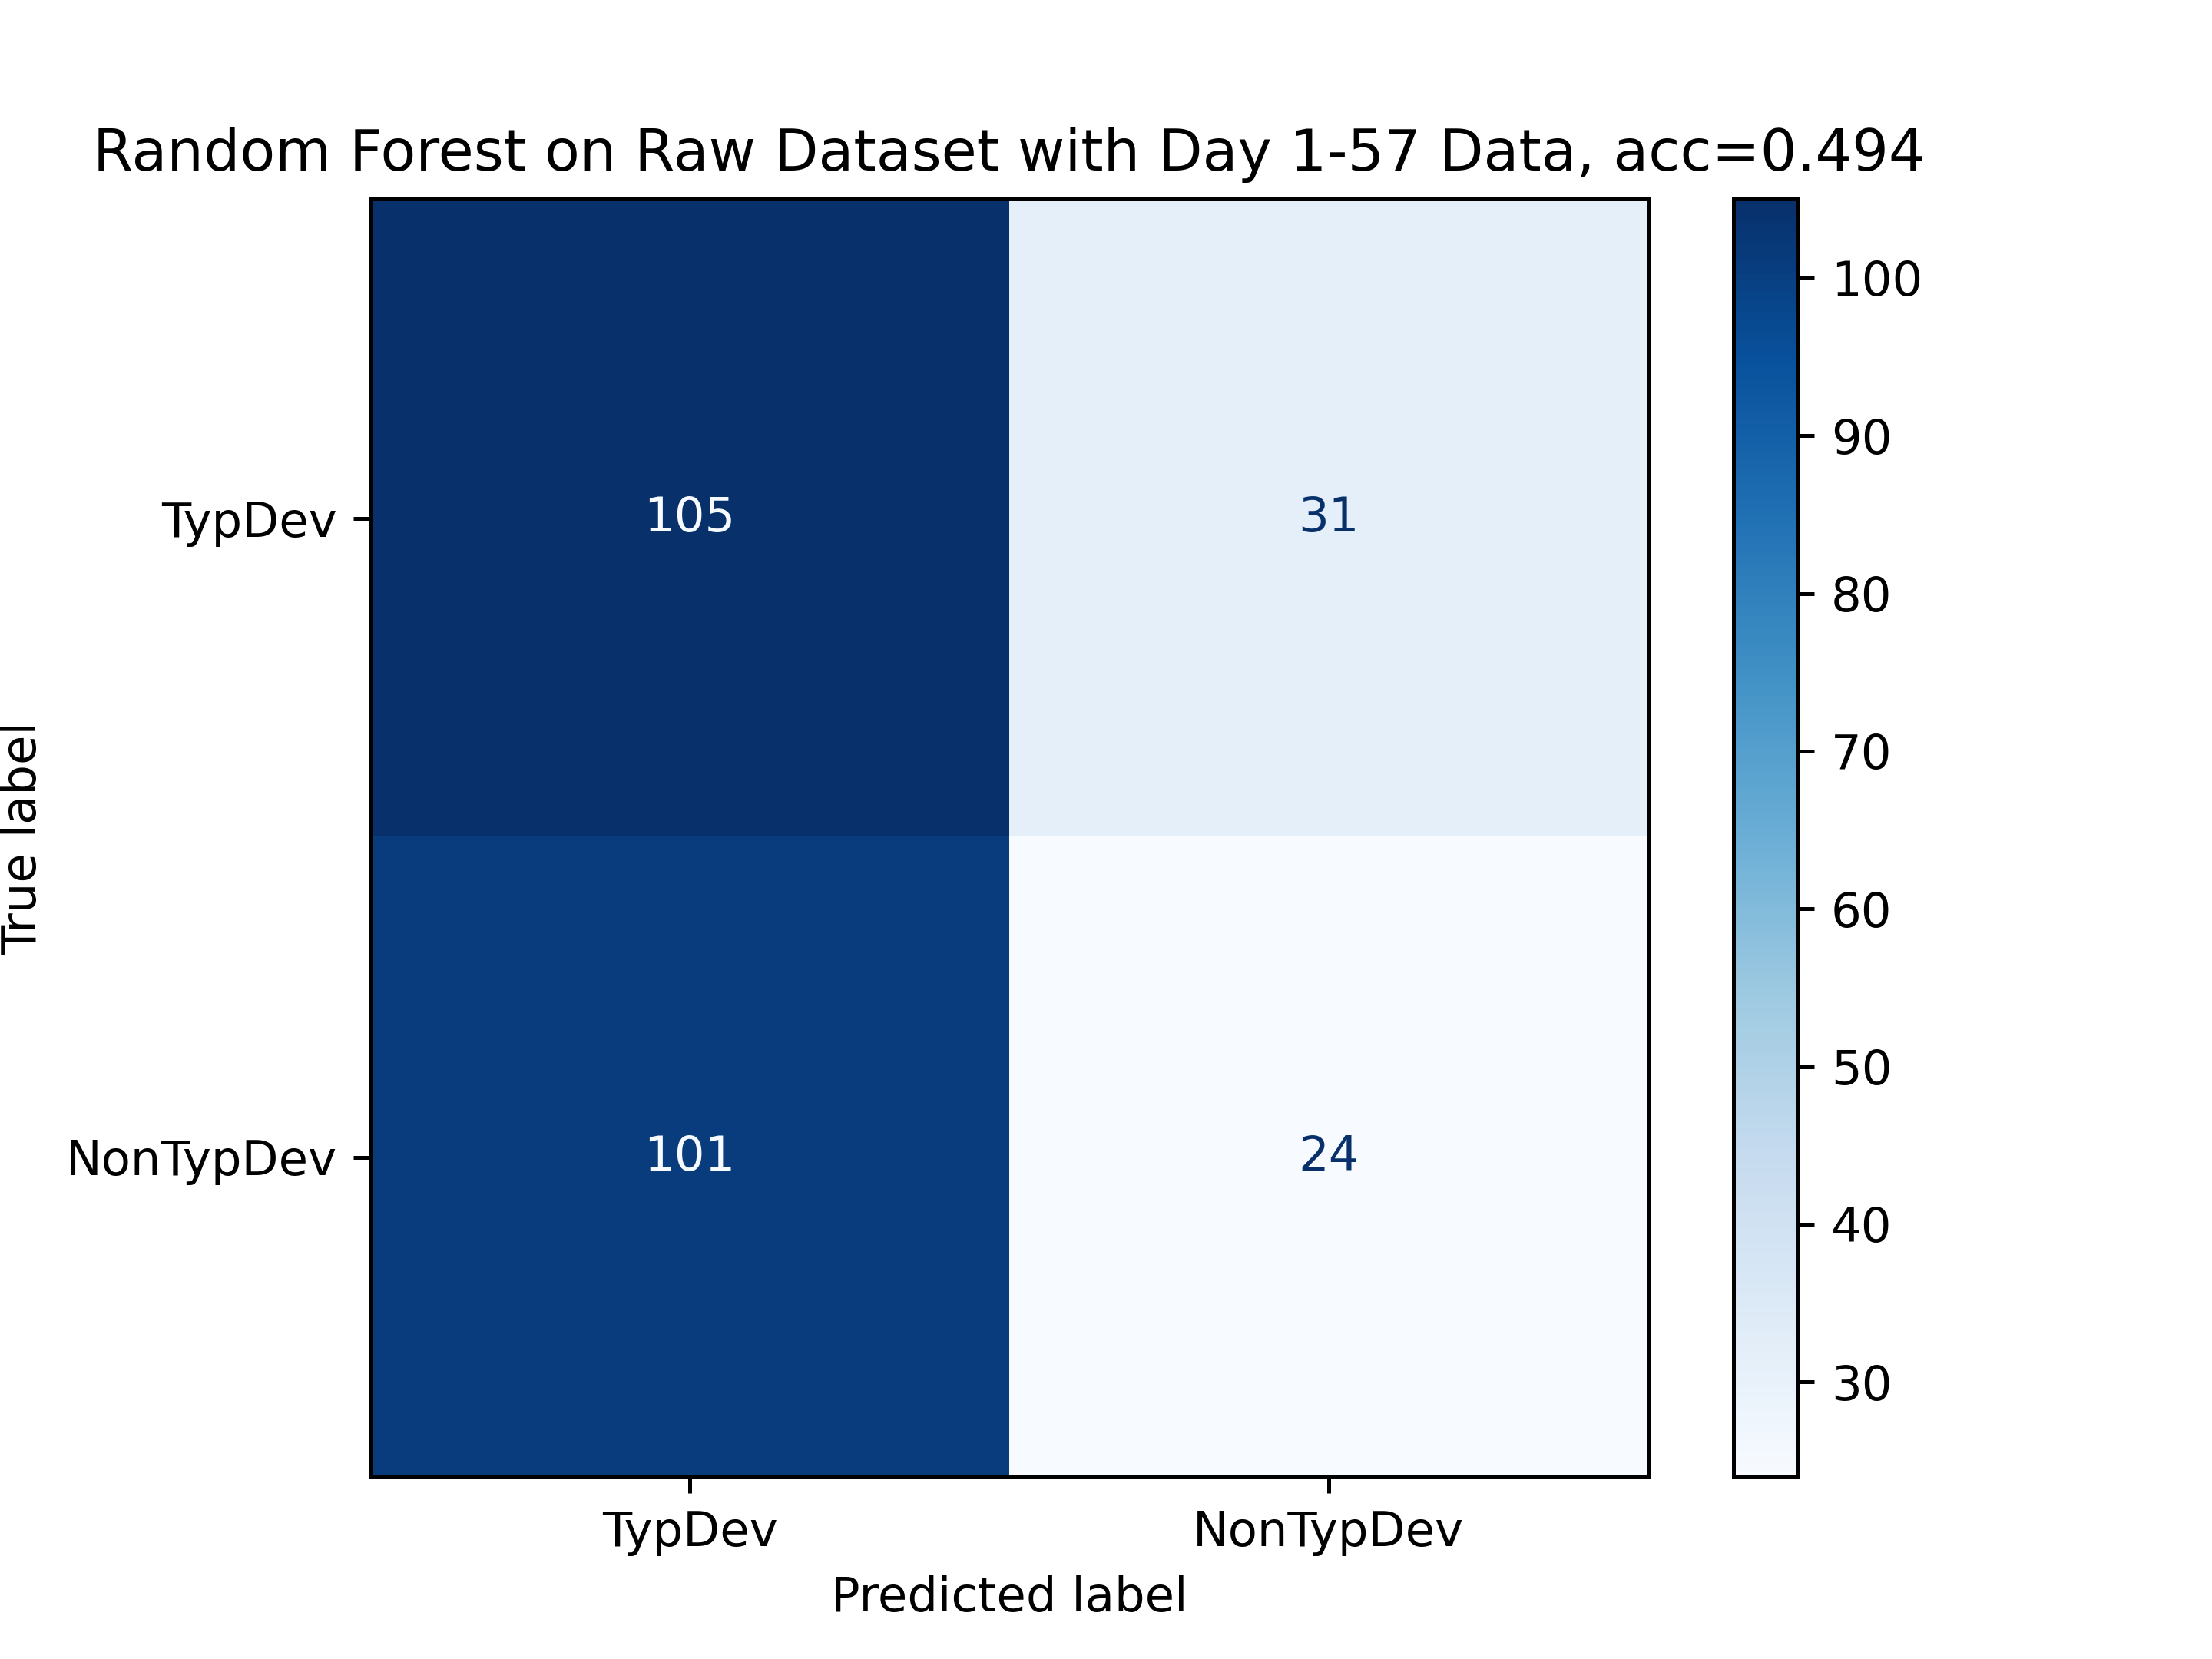 Random Forest on Raw Dataset with Day 1-57 Data, acc=0.494
True label
TypDev
NonTypDev
105
31
101
24
TypDev
NonTypDev
Predicted label
100
90
80
70
60
50
40
30